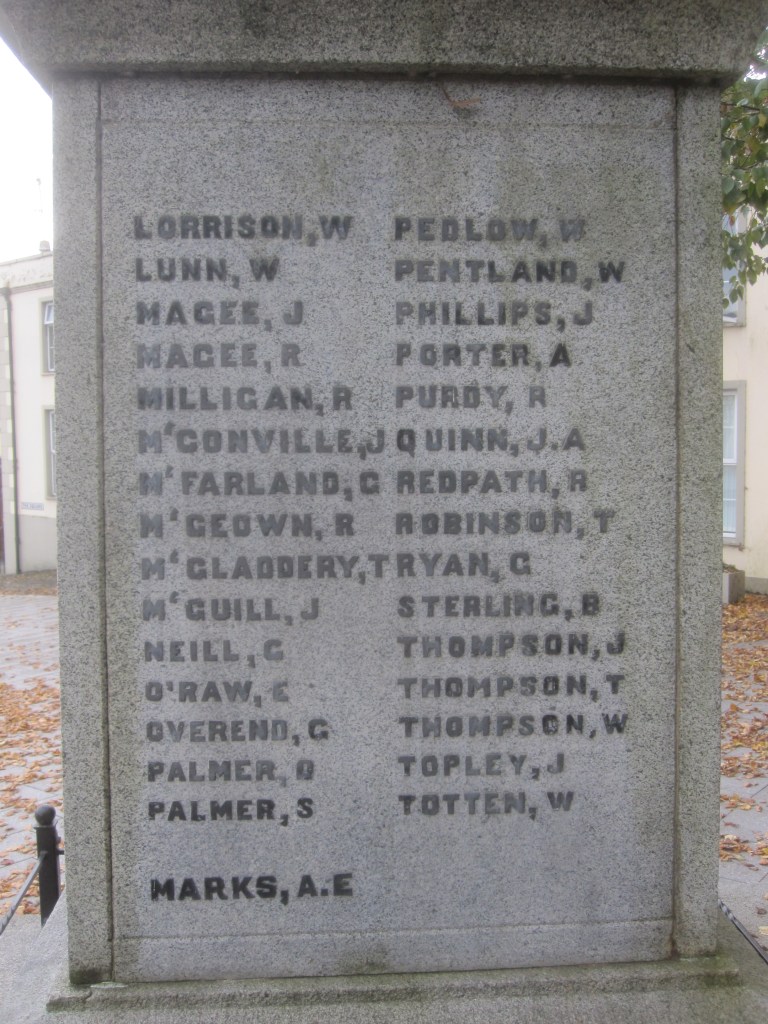 LORRISON, W
LUNN, W
MAGEE, J
MAGEE, R
MILLIGAN, R
McCONVILLE, J
McFARLAND, G
McGEOWN, R
McGLADDERY, T
McGUILL, J
NEILL, G
O'RAW, E
OVEREND, G
PALMER, O
PALMER, S
MARKS, A.E
PEDLOW, W
PENTLAND, W
PHILLIPS, J
PORTER, A
PURDY, R
QUINN, J.A
REDPATH, R
ROBINSON, T
RYAN, G
STERLING, B
THOMPSON, J
THOMPSON, T
THOMPSON, W
TOPLEY, J
TOTTEN, W